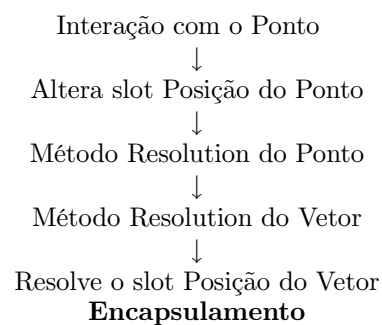 Interação com o Ponto
↓
Altera slot Posição do Ponto
↓
Método Resolution do Ponto
↓
Método Resolution do Vetor
↓
Resolve o slot Posição do Vetor
Encapsulamento